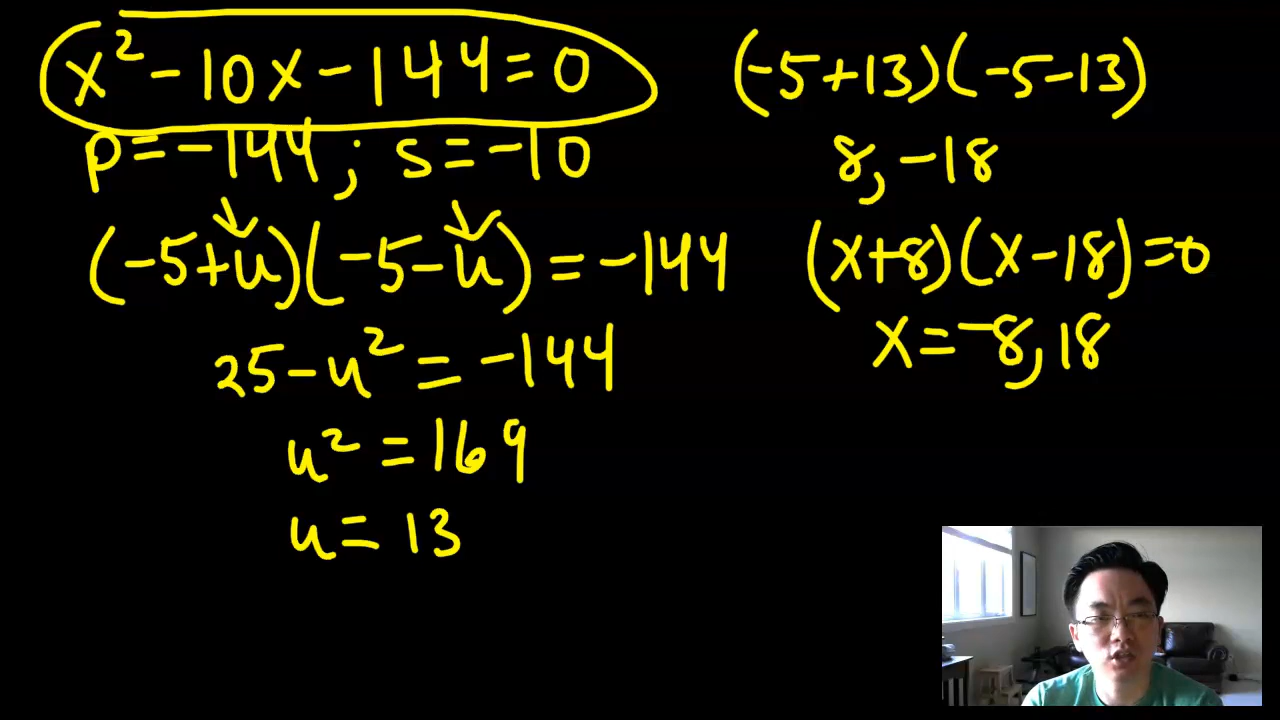 x² - 10x - 144 = 0
p = -144 ; s = -10
(-5+u)(-5-u) = -144
25 - u² = -144
u² = 169
u = 13
(-5+13)(-5-13)
8, -18
(x+8)(x-18) = 0
x = -8, 18